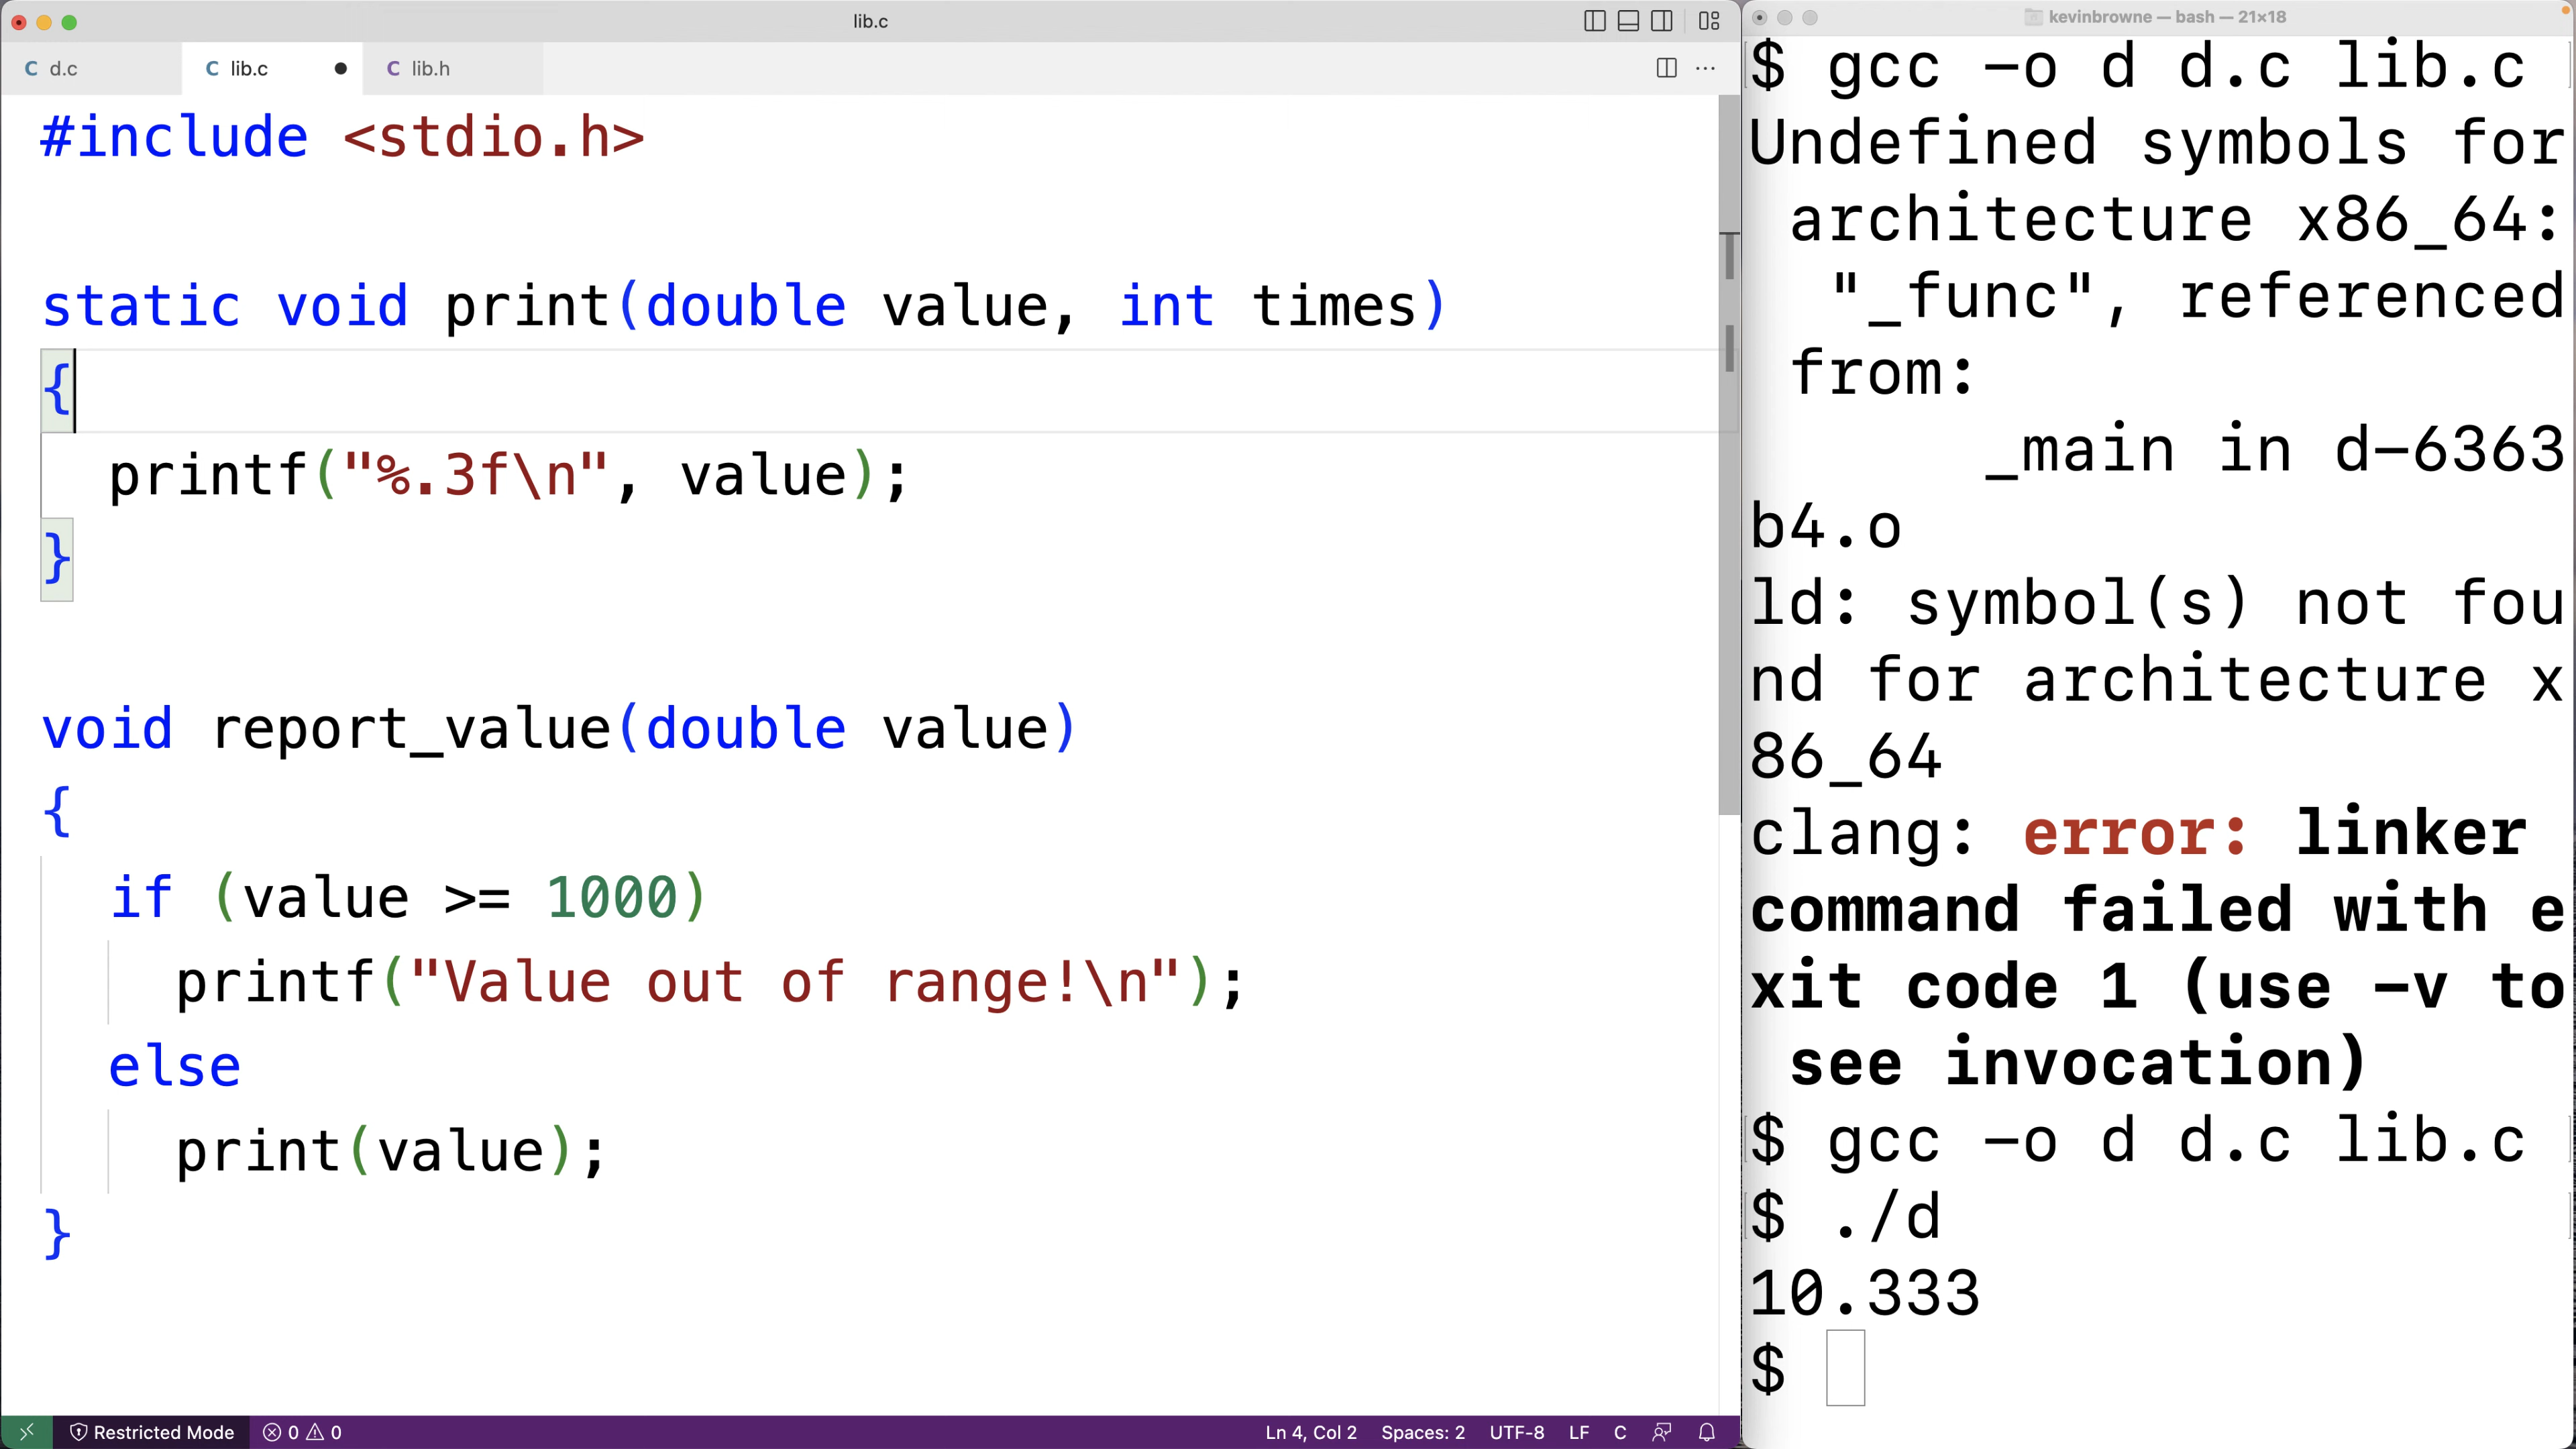 lib.c
C d.c
C lib.c
C lib.h
#include <stdio.h>
static void print(double value, int times)
{
printf("%.3f\n", value);
}
void report_value(double value)
{
if (value >= 1000)
printf("Value out of range!\n");
else
print(value);
}
Restricted Mode 0 0 Ln 4, Col 2 Spaces: 2 UTF-8 LF C
kevinbrowne — bash — 21×18
$ gcc -o d d.c lib.c
Undefined symbols for
architecture x86_64:
"_func", referenced
from:
_main in d-6363
b4.o
ld: symbol(s) not fou
nd for architecture x
86_64
clang: error: linker
command failed with e
xit code 1 (use -v to
see invocation)
$ gcc -o d d.c lib.c
$ ./d
10.333
$